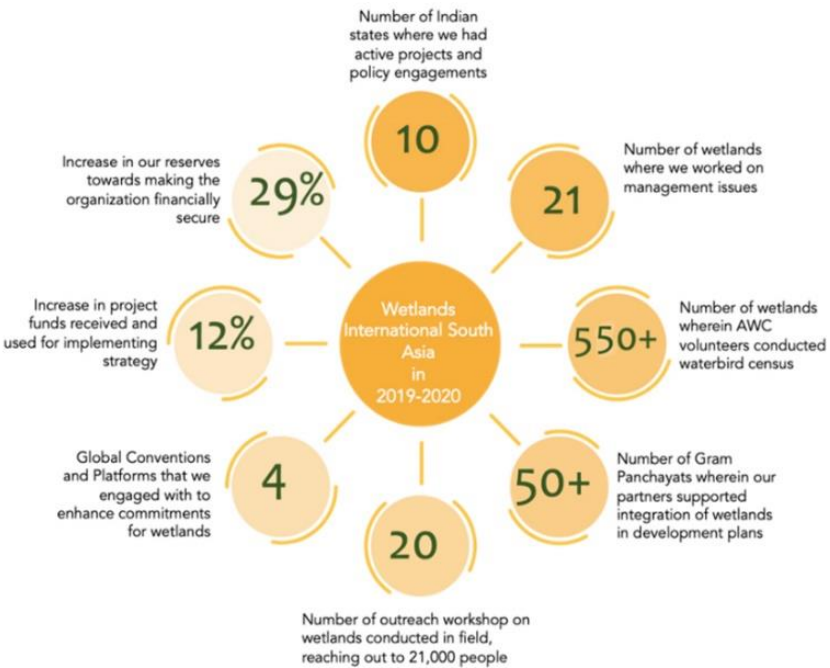 Number of Indian
states where we had
active projects and
policy engagements
10
Number of wetlands
where we worked on
management issues
21
Number of wetlands
wherein AWC
volunteers conducted
waterbird census
550+
Number of Gram
Panchayats wherein our
partners supported
integration of wetlands
in development plans
50+
20
Number of outreach workshop on
wetlands conducted in field,
reaching out to 21,000 people
4
Global Conventions
and Platforms that we
engaged with to
enhance commitments
for wetlands
12%
Increase in project
funds received and
used for implementing
strategy
29%
Increase in our reserves
towards making the
organization financially
secure
Wetlands
International South
Asia
in
2019-2020